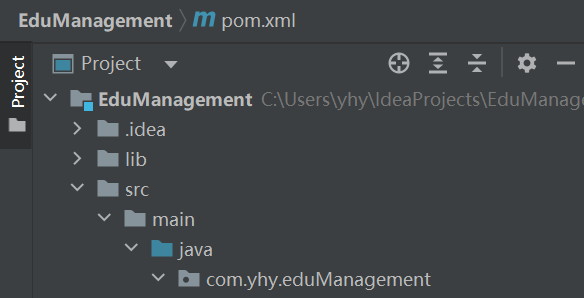 EduManagement pom.xml
Project
Project
EduManagement C:\Users\yhy\IdeaProjects\EduManage
.idea
lib
src
main
java
com.yhy.eduManagement